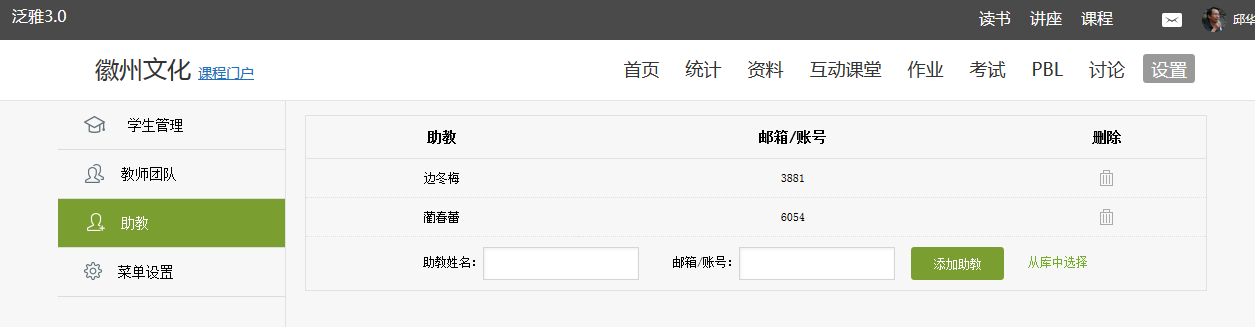 泛雅3.0 读书 讲座 课程 邱华
徽州文化 课程门户 首页 统计 资料 互动课堂 作业 考试 PBL 讨论 设置
学生管理
教师团队
助教
菜单设置
助教 邮箱/账号 删除
边冬梅 3881
蔺春蕾 6054
助教姓名: 邮箱/账号: 添加助教 从库中选择